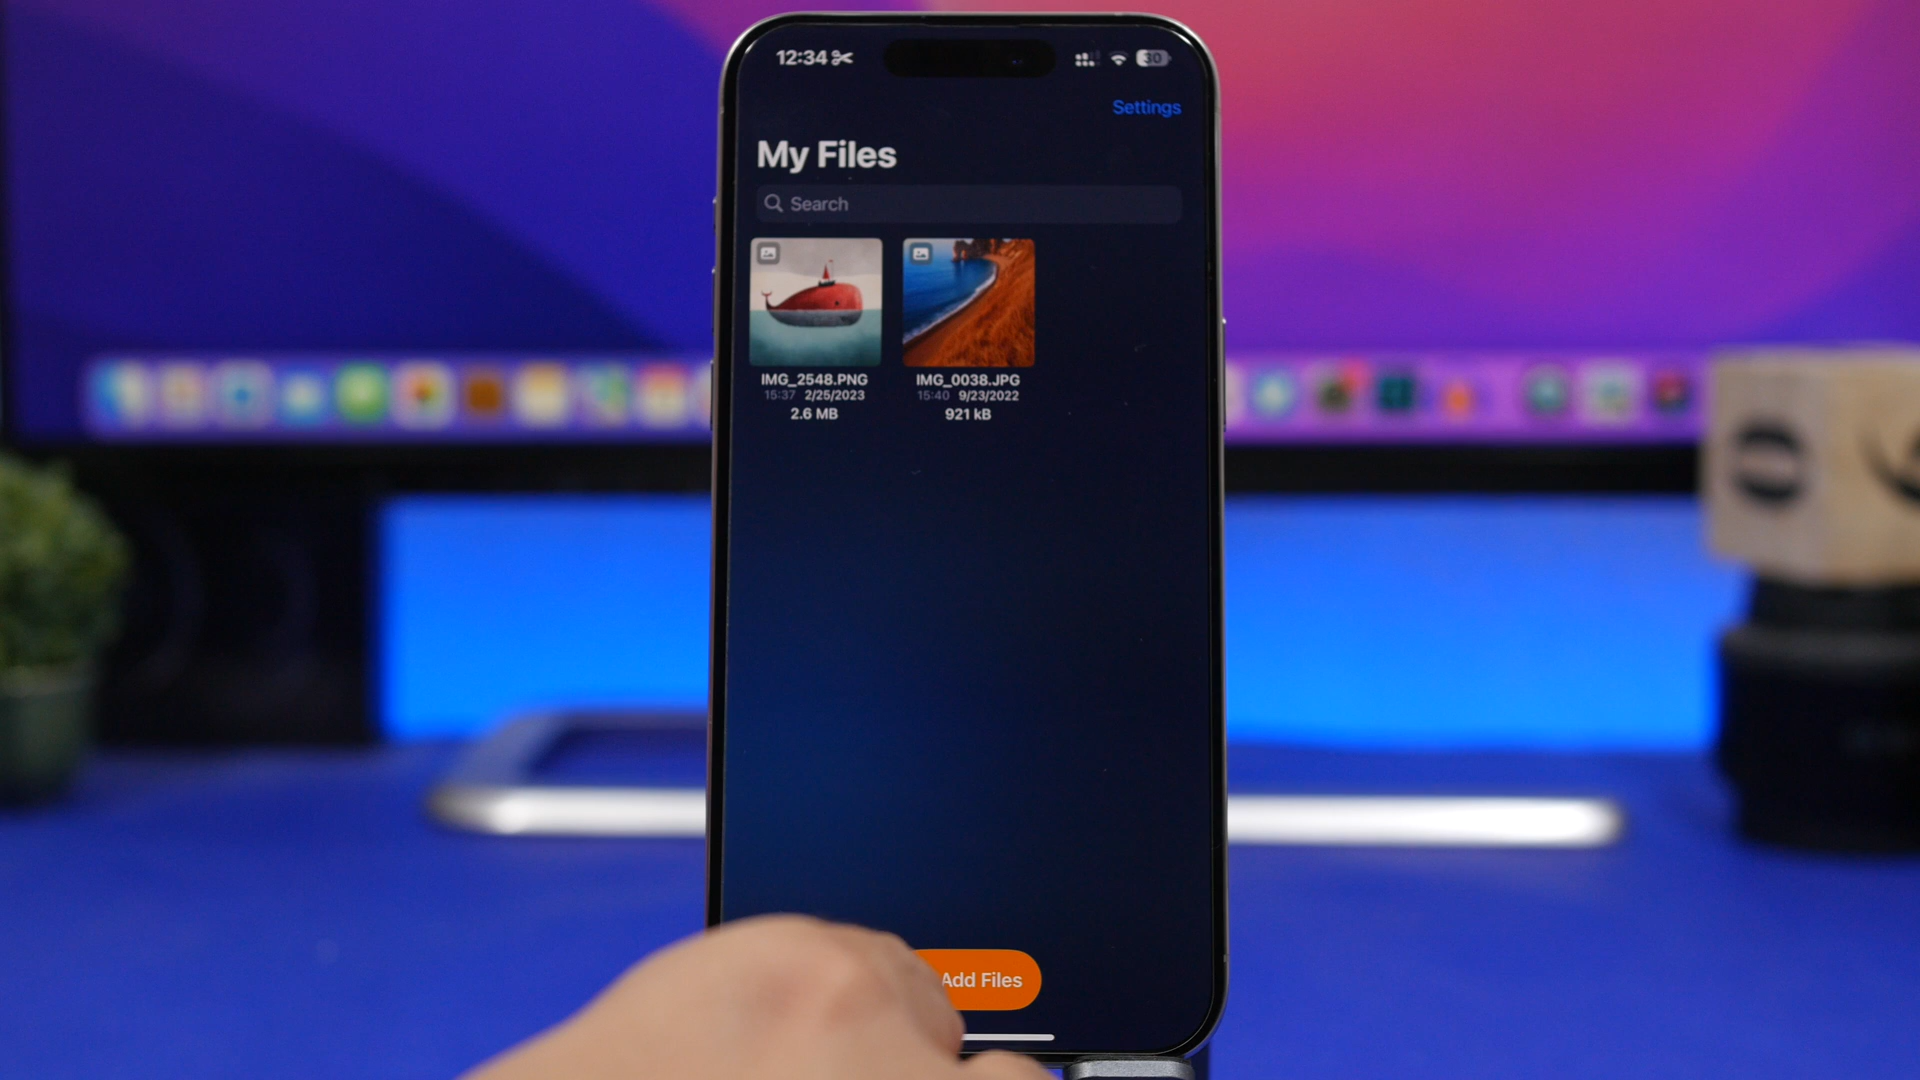 12:34
30
Settings
My Files
Search
IMG_2548.PNG
15:37 2/25/2023
2.6 MB
IMG_0038.JPG
15:40 9/23/2022
921 kB
Add Files